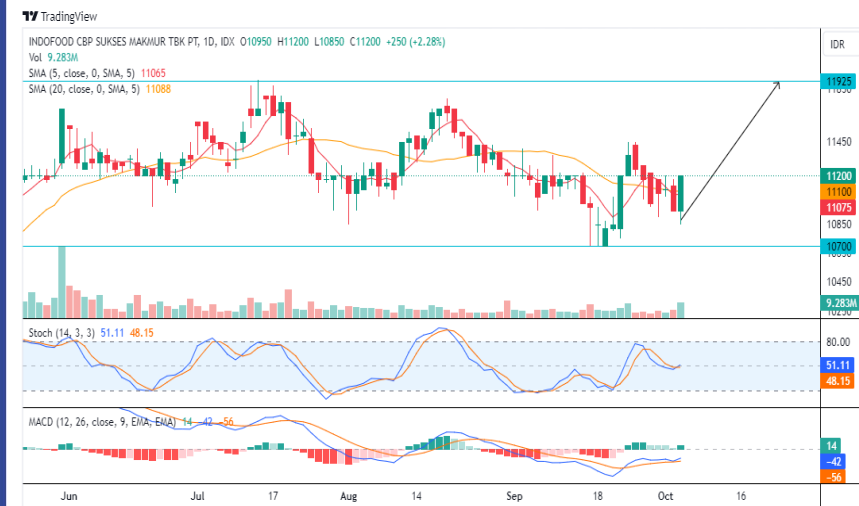 TradingView
INDOFOOD CBP SUKSES MAKMUR TBK PT, 1D, IDX O10950 H11200 L10850 C11200 +250 (+2.28%)
IDR
Vol 9.283M
SMA (5, close, 0, SMA, 5) 11065
SMA (20, close, 0, SMA, 5) 11088
11925
11450
11200
11100
11075
10850
10700
10450
9.283M
10250
Stoch (14, 3, 3) 51.11 48.15
80.00
51.11
48.15
MACD (12, 26, close, 9, EMA, EMA) 14 −42 −56
14
−42
−56
Jun Jul 17 Aug 14 Sep 18 Oct 16